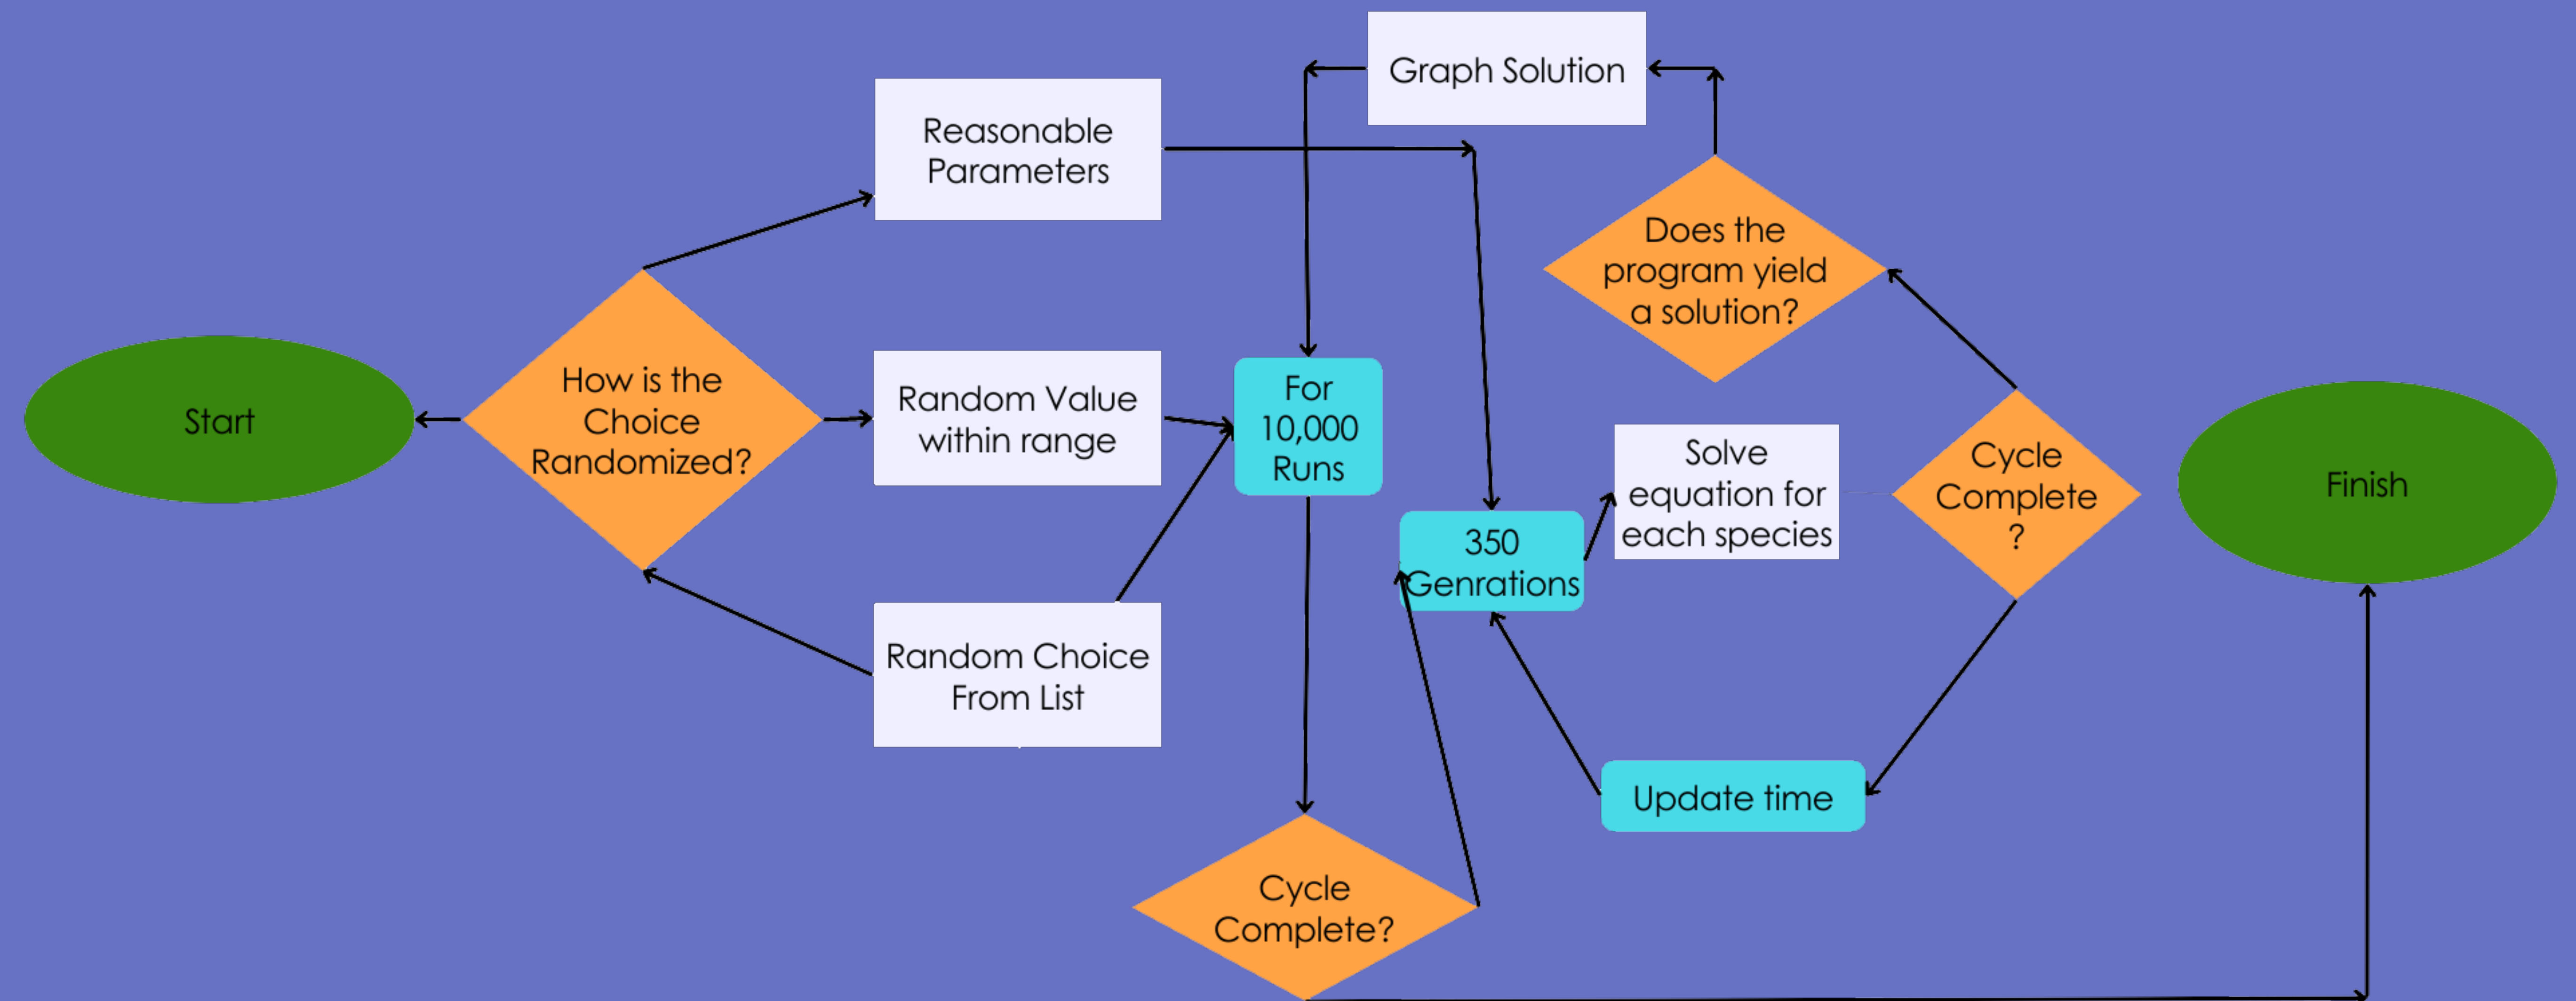 Start
How is the
Choice
Randomized?
Reasonable
Parameters
Random Value
within range
Random Choice
From List
For
10,000
Runs
Cycle
Complete?
Graph Solution
350
Genrations
Solve
equation for
each species
Does the
program yield
a solution?
Cycle
Complete
?
Update time
Finish